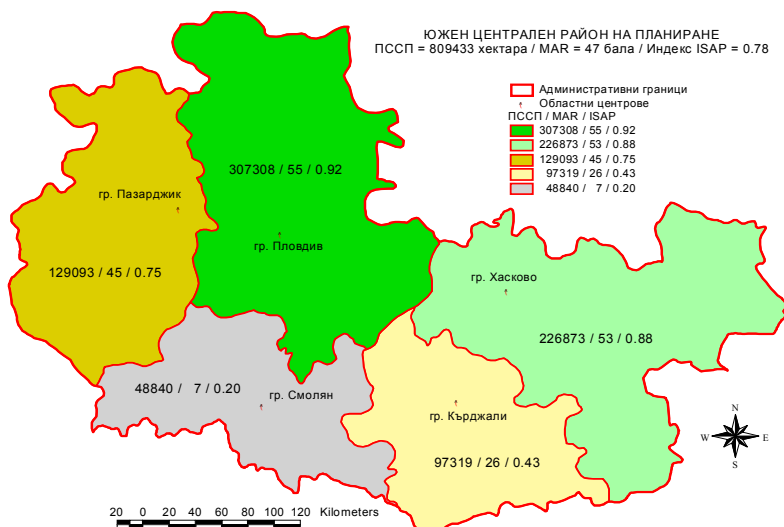 ЮЖЕН ЦЕНТРАЛЕН РАЙОН НА ПЛАНИРАНЕ
ПССП = 809433 хектара / MAR = 47 бала / Индекс ISAP = 0.78
Административни граници
Областни центрове
ПССП / MAR / ISAP
307308 / 55 / 0.92
226873 / 53 / 0.88
129093 / 45 / 0.75
97319 / 26 / 0.43
48840 / 7 / 0.20
307308 / 55 / 0.92
гр. Пазарджик
гр. Пловдив
129093 / 45 / 0.75
гр. Хасково
226873 / 53 / 0.88
48840 / 7 / 0.20
гр. Смолян
гр. Кърджали
97319 / 26 / 0.43
N
W E
S
20 0 20 40 60 80 100 120 Kilometers